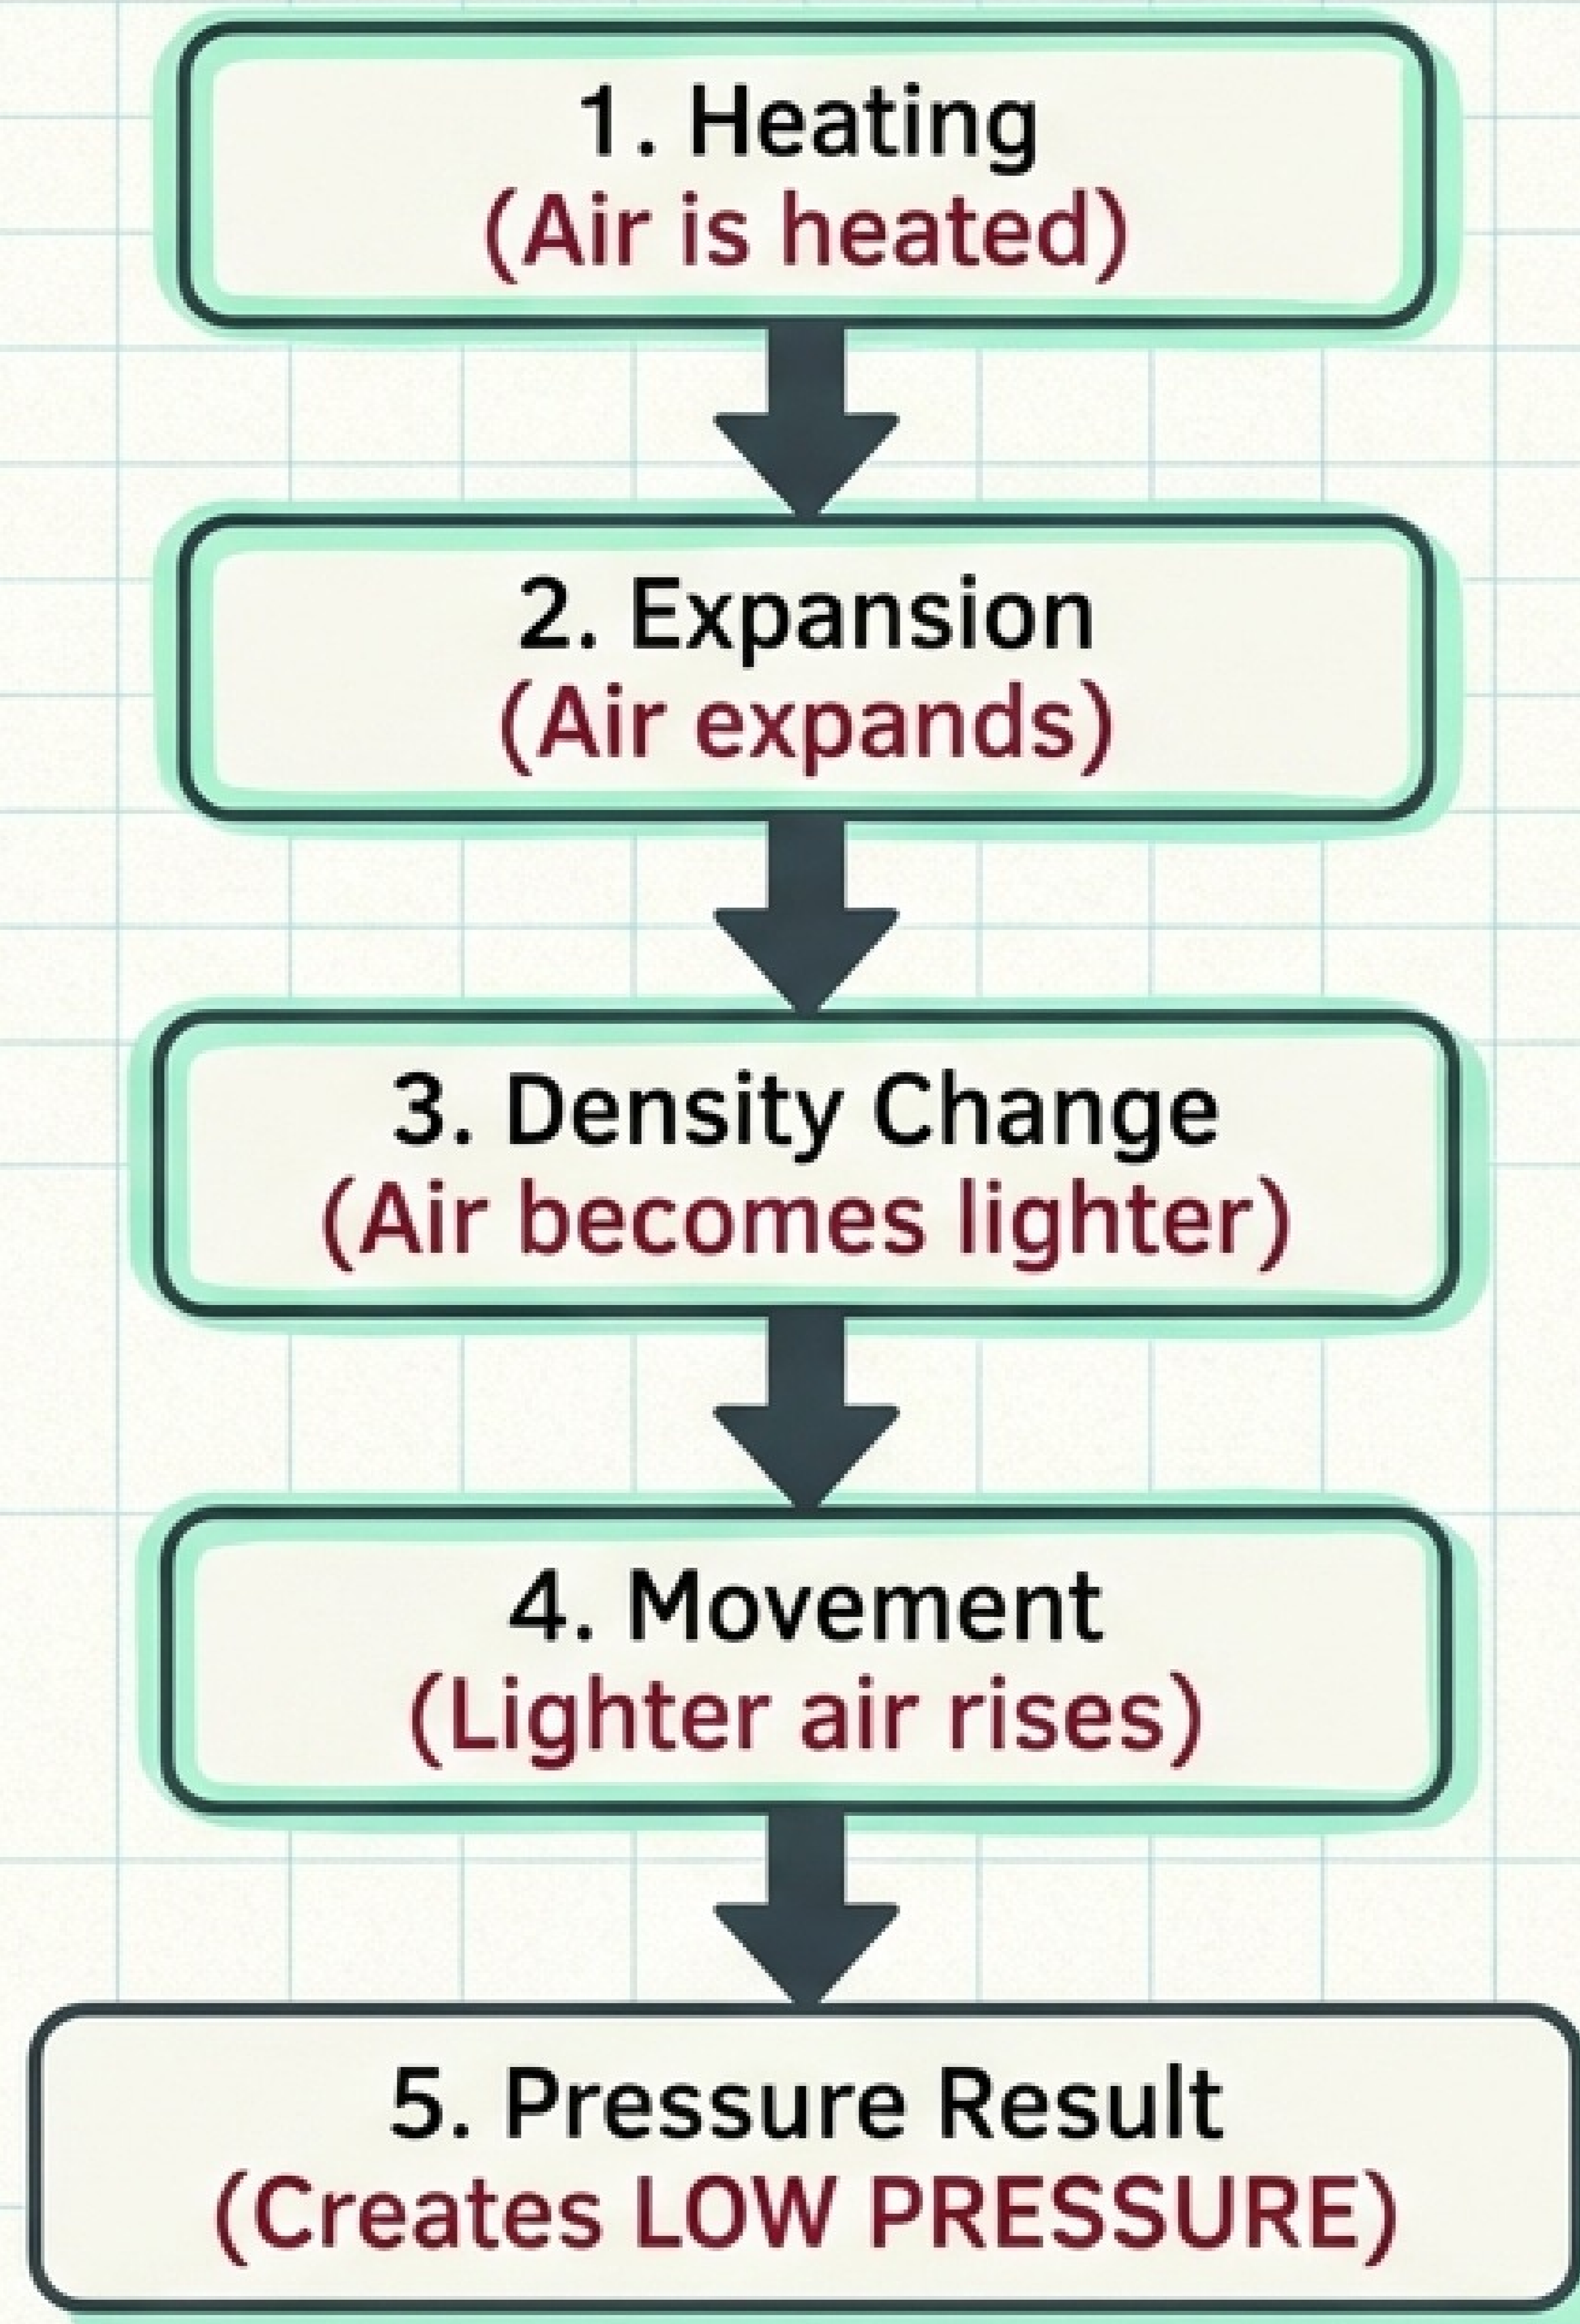 1. Heating
(Air is heated)
2. Expansion
(Air expands)
3. Density Change
(Air becomes lighter)
4. Movement
(Lighter air rises)
5. Pressure Result
(Creates LOW PRESSURE)